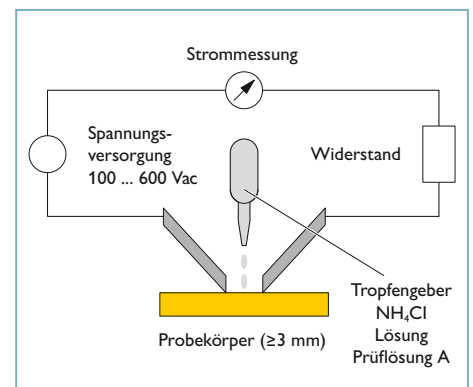 Strommessung
Spannungs-
versorgung
100 ... 600 Vac
Widerstand
Tropfengeber
NH₄Cl
Lösung
Prüflösung A
Probekörper (≥3 mm)